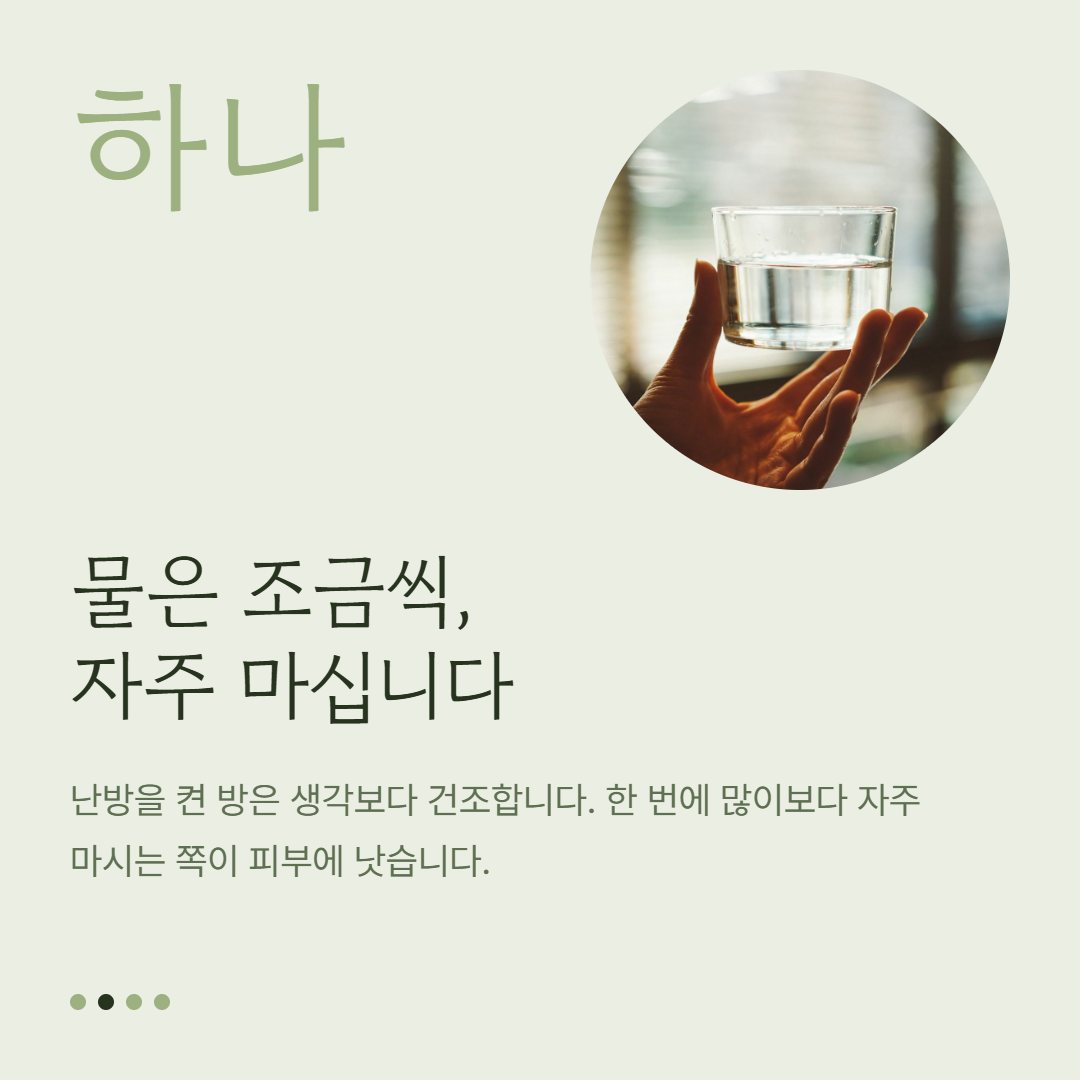 하나
물은 조금씩,
자주 마십니다
난방을 켠 방은 생각보다 건조합니다. 한 번에 많이보다 자주
마시는 쪽이 피부에 낫습니다.